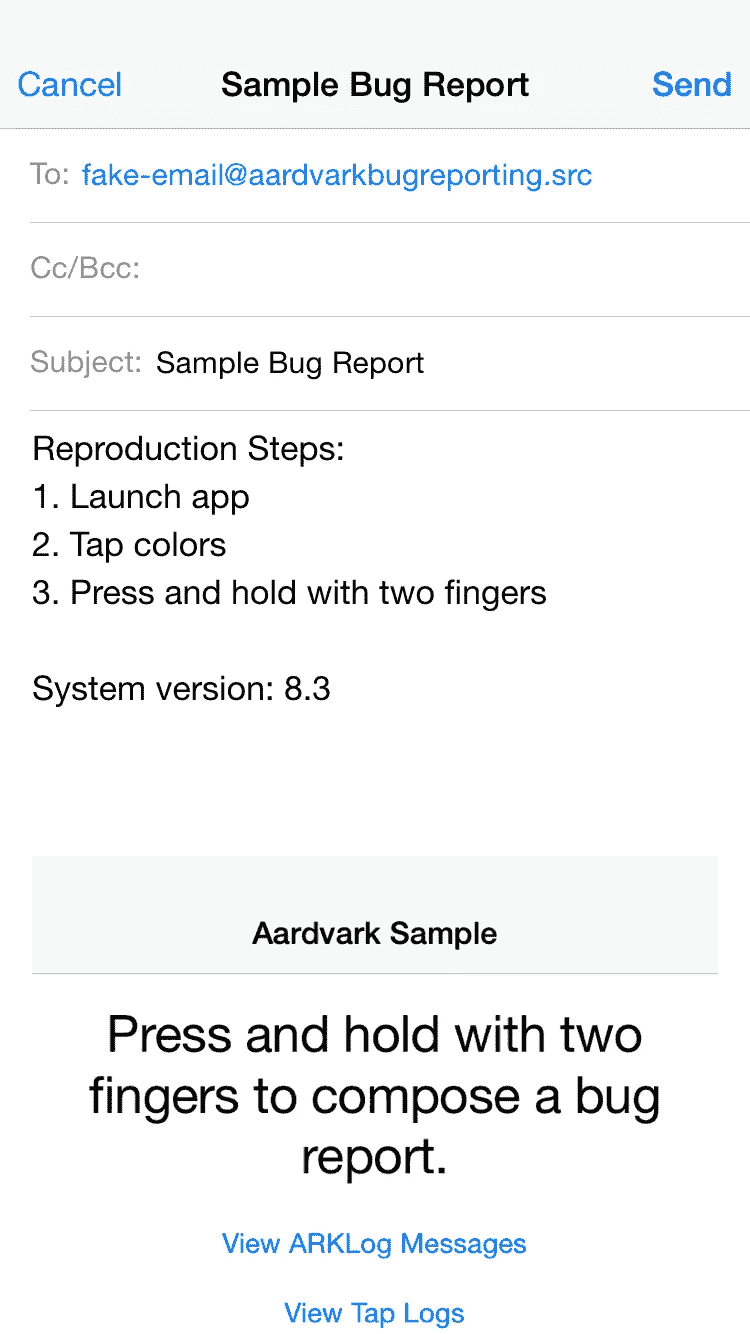 Cancel Sample Bug Report Send
To: fake-email@aardvarkbugreporting.src
Cc/Bcc:
Subject: Sample Bug Report
Reproduction Steps:
1. Launch app
2. Tap colors
3. Press and hold with two fingers
System version: 8.3
Aardvark Sample
Press and hold with two
fingers to compose a bug
report.
View ARKLog Messages
View Tap Logs